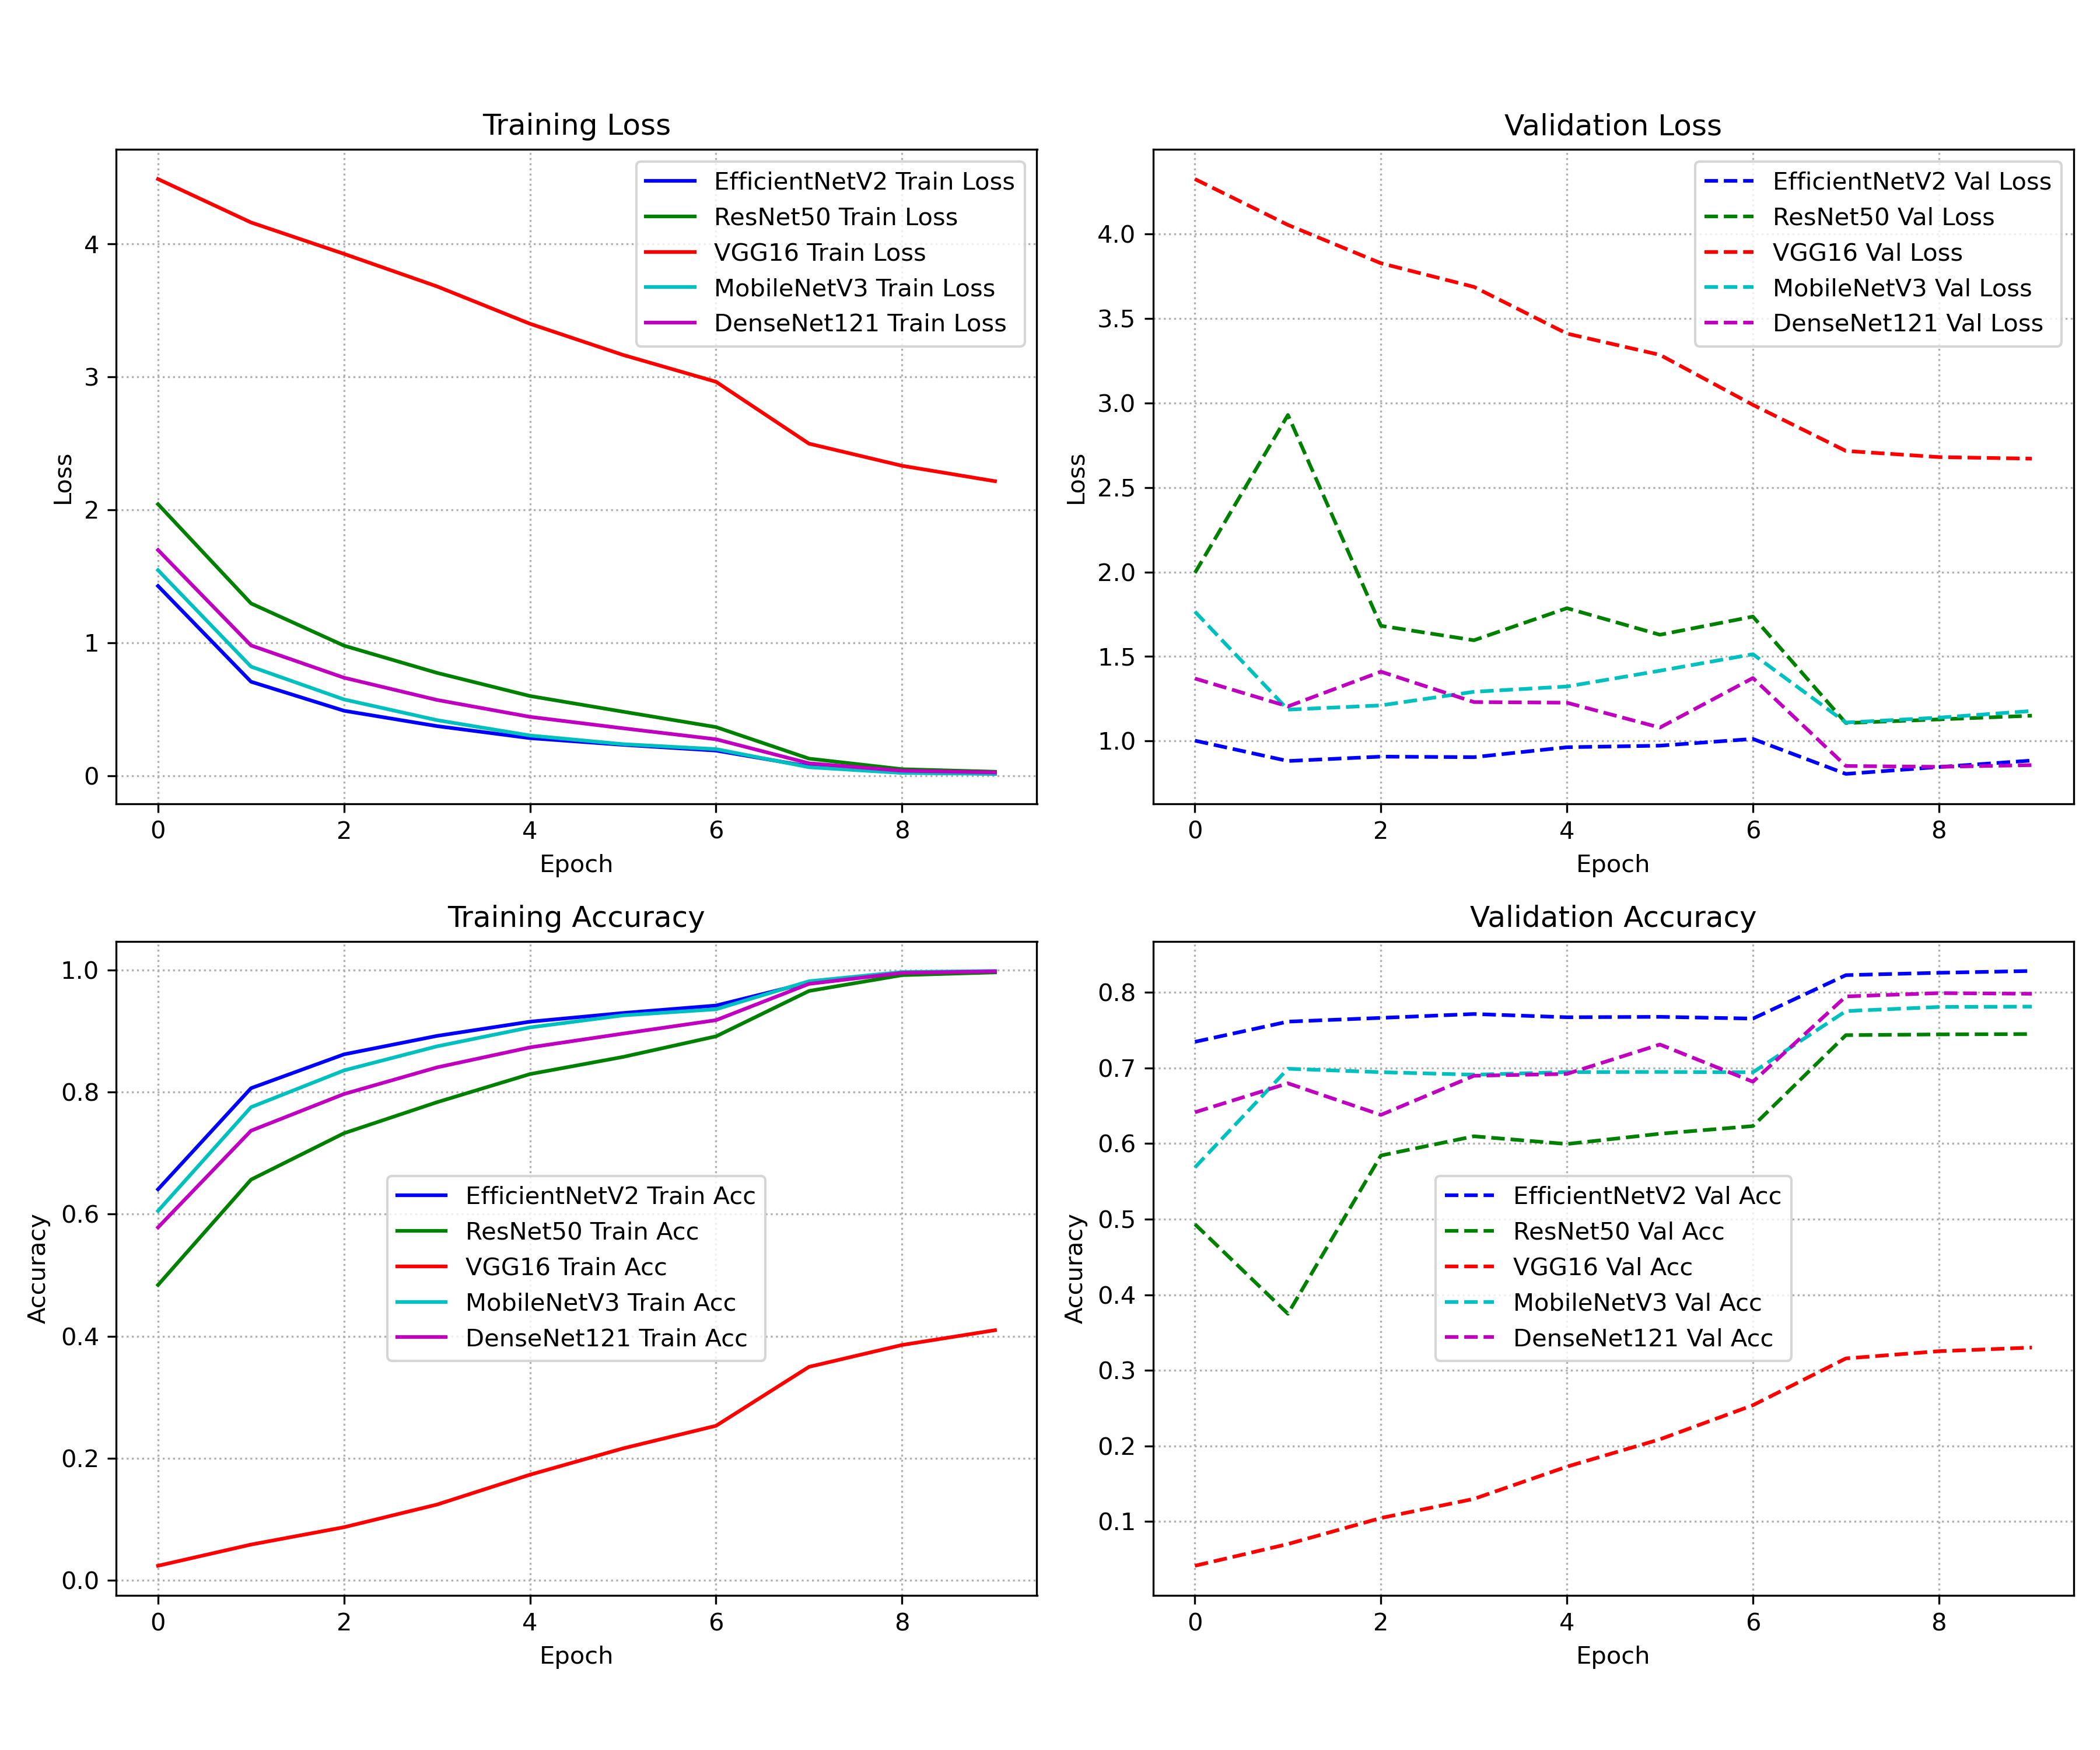 Training Loss
Loss
4
3
2
1
0
EfficientNetV2 Train Loss
ResNet50 Train Loss
VGG16 Train Loss
MobileNetV3 Train Loss
DenseNet121 Train Loss
0 2 4 6 8
Epoch
Validation Loss
Loss
4.0
3.5
3.0
2.5
2.0
1.5
1.0
EfficientNetV2 Val Loss
ResNet50 Val Loss
VGG16 Val Loss
MobileNetV3 Val Loss
DenseNet121 Val Loss
0 2 4 6 8
Epoch
Training Accuracy
Accuracy
1.0
0.8
0.6
0.4
0.2
0.0
EfficientNetV2 Train Acc
ResNet50 Train Acc
VGG16 Train Acc
MobileNetV3 Train Acc
DenseNet121 Train Acc
0 2 4 6 8
Epoch
Validation Accuracy
Accuracy
0.8
0.7
0.6
0.5
0.4
0.3
0.2
0.1
EfficientNetV2 Val Acc
ResNet50 Val Acc
VGG16 Val Acc
MobileNetV3 Val Acc
DenseNet121 Val Acc
0 2 4 6 8
Epoch